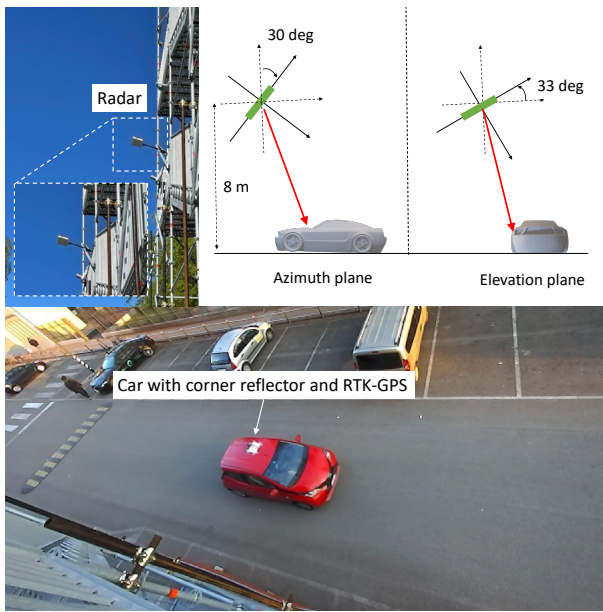 30 deg
Radar
33 deg
8 m
Azimuth plane
Elevation plane
Car with corner reflector and RTK-GPS